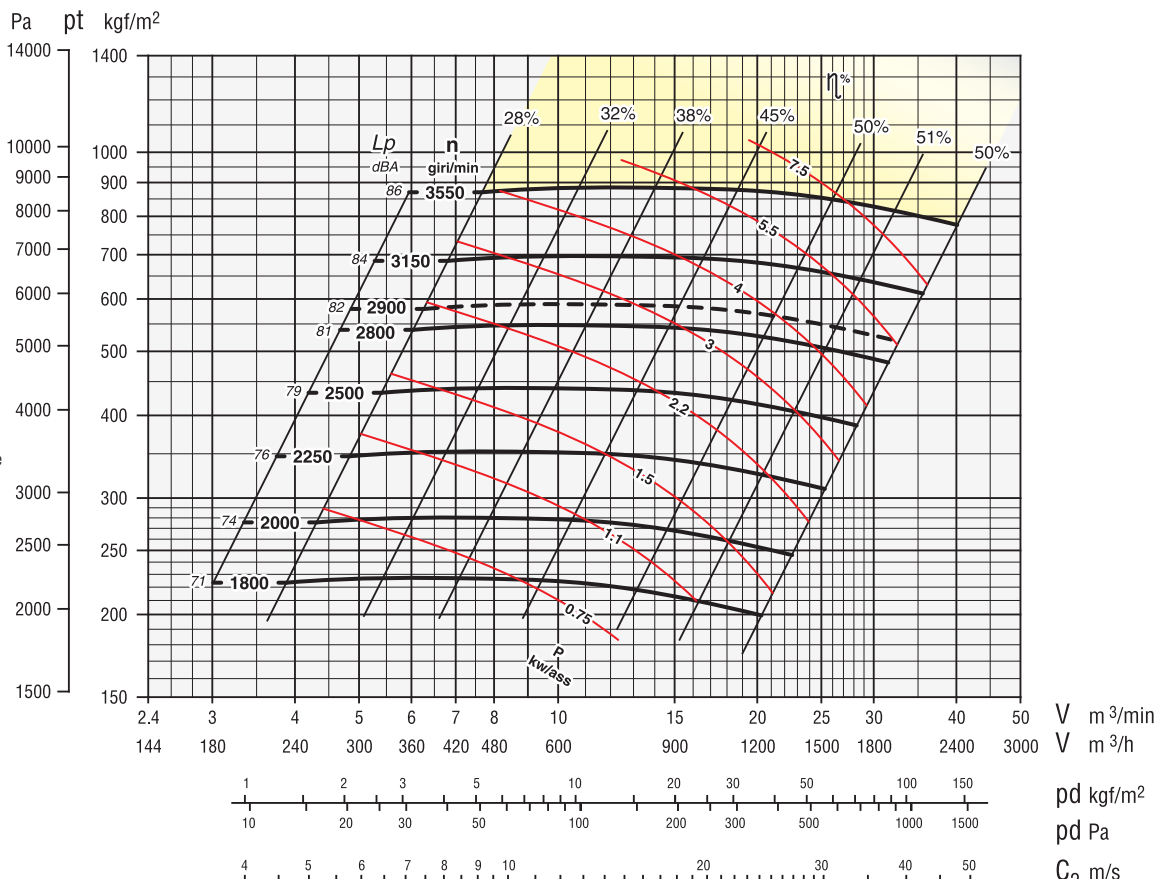 Pa pt kgf/m²
14000 1400
η%
28% 32% 38% 45% 50% 51% 50%
Lp n
dBA giri/min
10000 1000
9000 900
8000 800
7000 700
6000 600
5000 500
4000 400
3000 300
2500 250
2000 200
1500 150
86 3550
84 3150
82 2900
81 2800
79 2500
76 2250
74 2000
71 1800
7.5
5.5
4
3
2.2
1.5
1.1
0.75
P
kw/ass
2.4 3 4 5 6 7 8 10 15 20 25 30 40 50 V m³/min
144 180 240 300 360 420 480 600 900 1200 1500 1800 2400 3000 V m³/h
1 2 3 5 10 20 30 50 100 150 pd kgf/m²
10 20 30 50 100 200 300 500 1000 1500 pd Pa
4 5 6 7 8 9 10 20 30 40 50 C₂ m/s